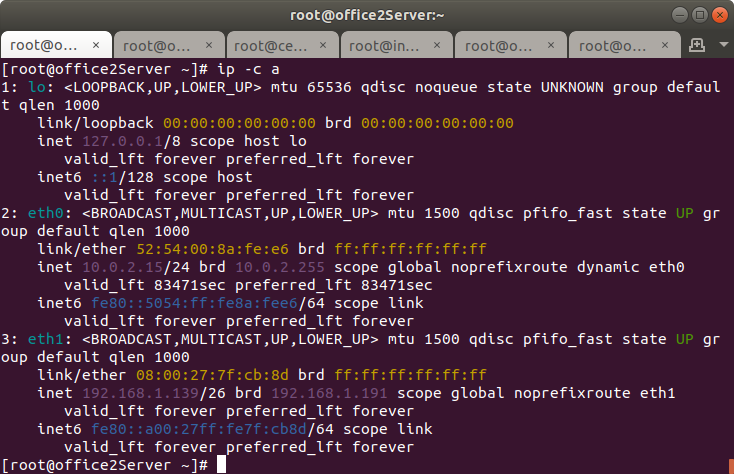 root@office2Server:~
root@o... × root@o... × root@ce... × root@in... × root@o... × root@o... ×
[root@office2Server ~]# ip -c a
1: lo: <LOOPBACK,UP,LOWER_UP> mtu 65536 qdisc noqueue state UNKNOWN group defaul
t qlen 1000
link/loopback 00:00:00:00:00:00 brd 00:00:00:00:00:00
inet 127.0.0.1/8 scope host lo
valid_lft forever preferred_lft forever
inet6 ::1/128 scope host
valid_lft forever preferred_lft forever
2: eth0: <BROADCAST,MULTICAST,UP,LOWER_UP> mtu 1500 qdisc pfifo_fast state UP gr
oup default qlen 1000
link/ether 52:54:00:8a:fe:e6 brd ff:ff:ff:ff:ff:ff
inet 10.0.2.15/24 brd 10.0.2.255 scope global noprefixroute dynamic eth0
valid_lft 83471sec preferred_lft 83471sec
inet6 fe80::5054:ff:fe8a:fee6/64 scope link
valid_lft forever preferred_lft forever
3: eth1: <BROADCAST,MULTICAST,UP,LOWER_UP> mtu 1500 qdisc pfifo_fast state UP gr
oup default qlen 1000
link/ether 08:00:27:7f:cb:8d brd ff:ff:ff:ff:ff:ff
inet 192.168.1.139/26 brd 192.168.1.191 scope global noprefixroute eth1
valid_lft forever preferred_lft forever
inet6 fe80::a00:27ff:fe7f:cb8d/64 scope link
valid_lft forever preferred_lft forever
[root@office2Server ~]#